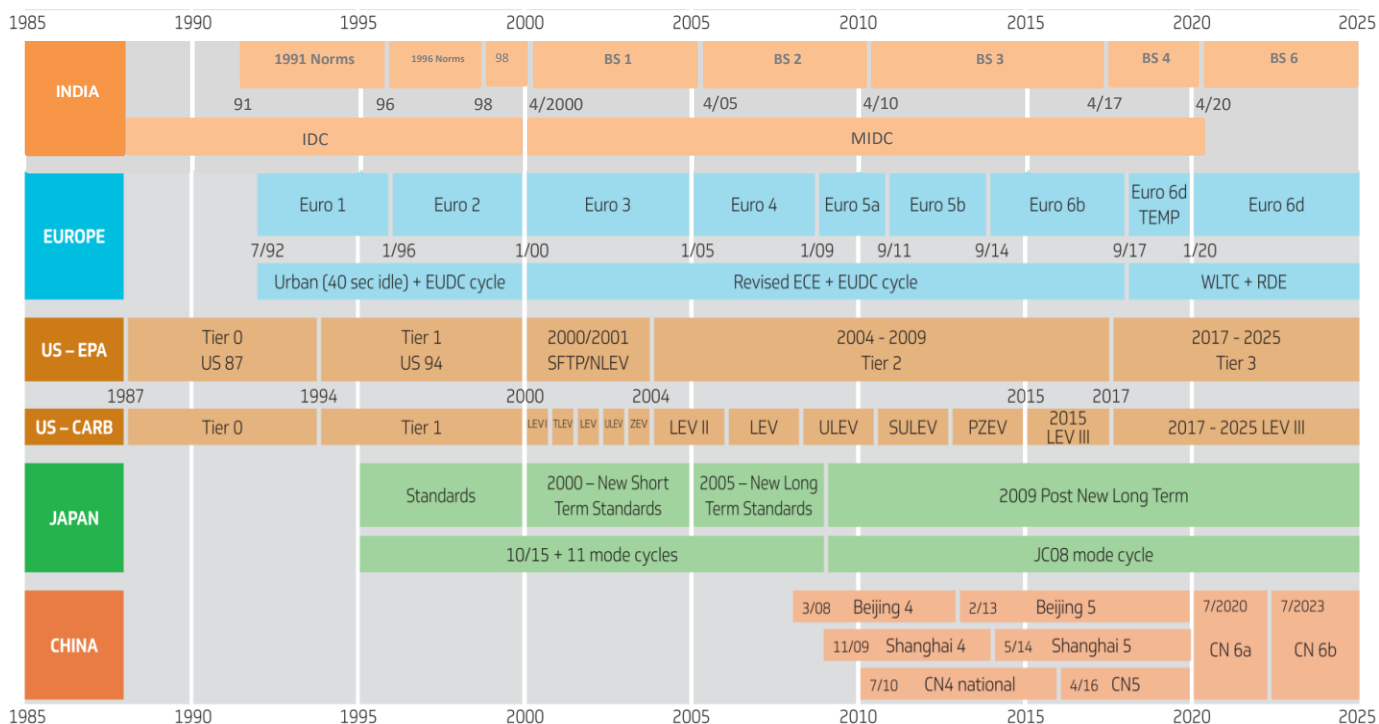 1985 1990 1995 2000 2005 2010 2015 2020 2025
INDIA
1991 Norms 1996 Norms 98 BS 1 BS 2 BS 3 BS 4 BS 6
91 96 98 4/2000 4/05 4/10 4/17 4/20
IDC MIDC
EUROPE
Euro 1 Euro 2 Euro 3 Euro 4 Euro 5a Euro 5b Euro 6b Euro 6d
TEMP
Euro 6d
7/92 1/96 1/00 1/05 1/09 9/11 9/14 9/17 1/20
Urban (40 sec idle) + EUDC cycle Revised ECE + EUDC cycle WLTC + RDE
US – EPA
Tier 0
US 87
Tier 1
US 94
2000/2001
SFTP/NLEV
2004 - 2009
Tier 2
2017 - 2025
Tier 3
1987 1994 2000 2004 2015 2017
US – CARB
Tier 0 Tier 1 LEV I TLEV LEV ULEV ZEV LEV II LEV ULEV SULEV PZEV 2015
LEV III
2017 - 2025 LEV III
JAPAN
Standards
2000 – New Short
Term Standards
2005 – New Long
Term Standards
2009 Post New Long Term
10/15 + 11 mode cycles JC08 mode cycle
CHINA
3/08 Beijing 4 2/13 Beijing 5
11/09 Shanghai 4 5/14 Shanghai 5
7/10 CN4 national 4/16 CN5
7/2020
CN 6a
7/2023
CN 6b
1985 1990 1995 2000 2005 2010 2015 2020 2025